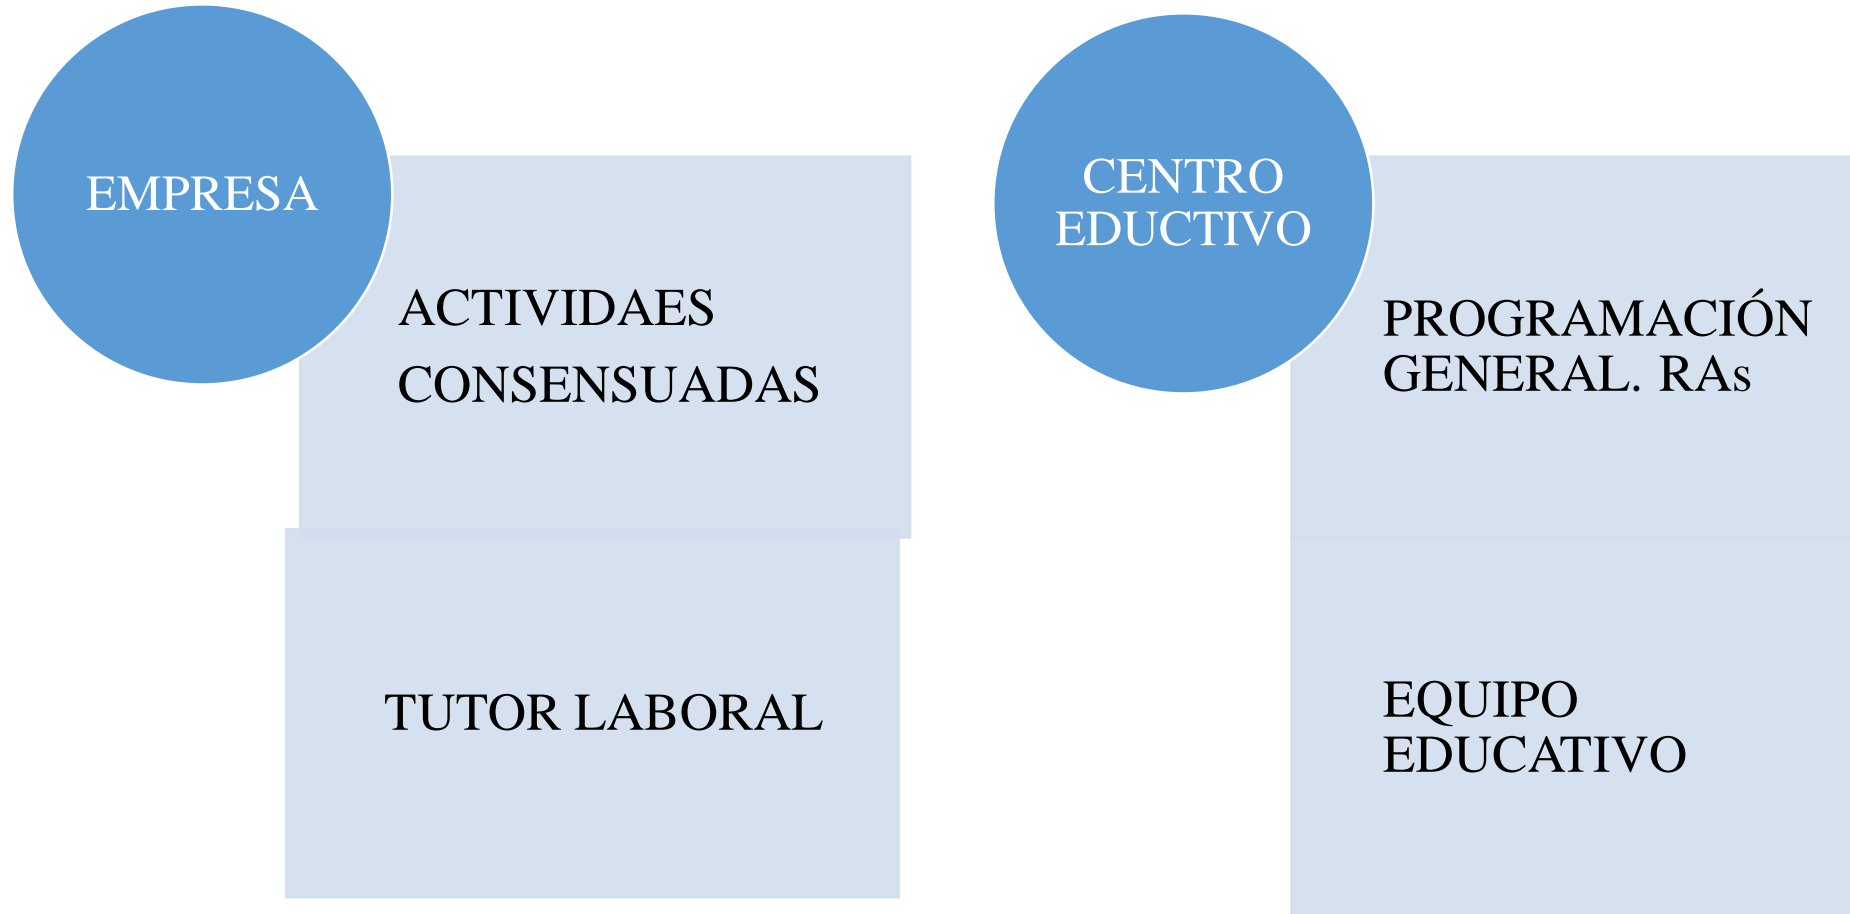 EMPRESA
ACTIVIDAES
CONSENSUADAS
TUTOR LABORAL
CENTRO
EDUCTIVO
PROGRAMACIÓN
GENERAL. RAs
EQUIPO
EDUCATIVO